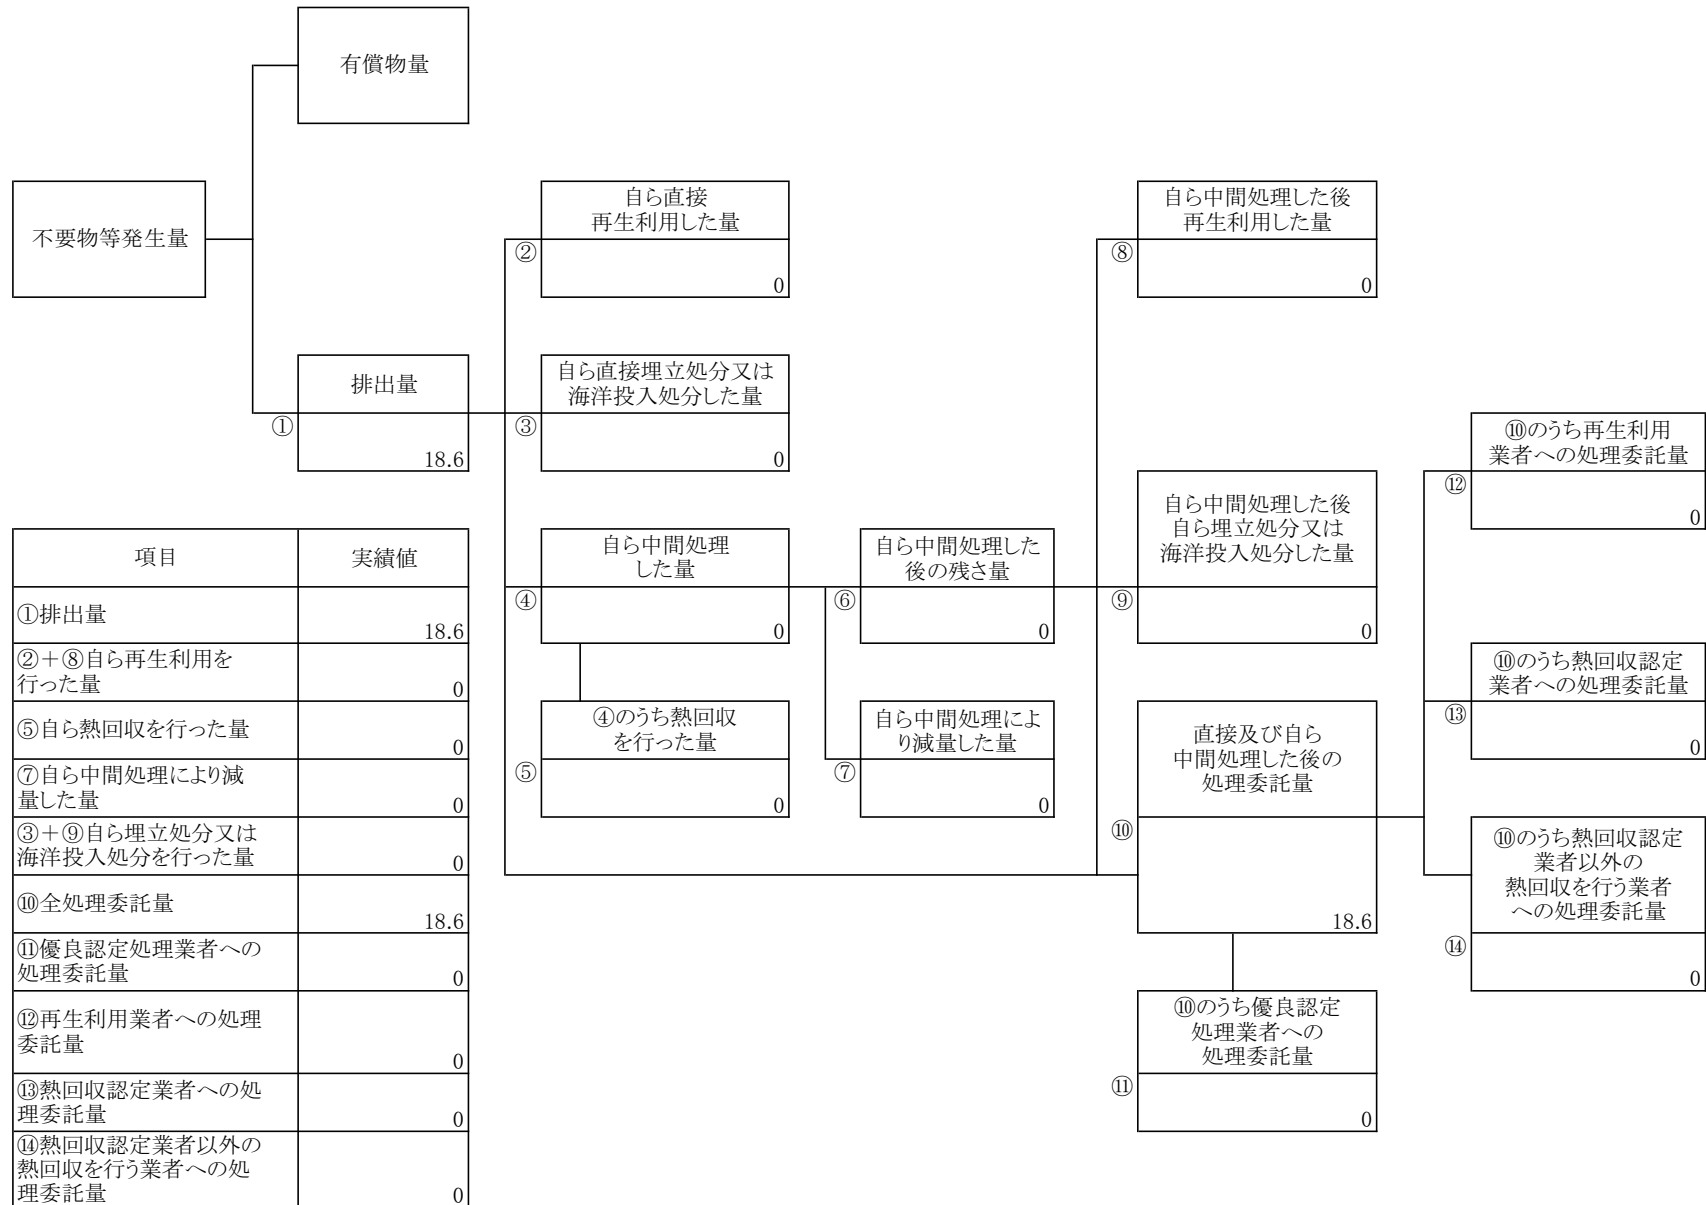 有償物量
不要物等発生量
自ら直接
再生利用した量
②
0
自ら中間処理した後
再生利用した量
⑧
0
排出量
①
18.6
自ら直接埋立処分又は
海洋投入処分した量
③
0
⑩のうち再生利用
業者への処理委託量
⑫
0
自ら中間処理
した量
④
0
自ら中間処理した
後の残さ量
⑥
0
自ら中間処理した後
自ら埋立処分又は
海洋投入処分した量
⑨
0
⑩のうち熱回収認定
業者への処理委託量
⑬
0
④のうち熱回収
を行った量
⑤
0
自ら中間処理によ
り減量した量
⑦
0
直接及び自ら
中間処理した後の
処理委託量
⑩
18.6
⑩のうち熱回収認定
業者以外の
熱回収を行う業者
への処理委託量
⑭
0
⑩のうち優良認定
処理業者への
処理委託量
⑪
0
項目 実績値
①排出量
18.6
②＋⑧自ら再生利用を
行った量 0
⑤自ら熱回収を行った量
0
⑦自ら中間処理により減
量した量 0
③＋⑨自ら埋立処分又は
海洋投入処分を行った量 0
⑩全処理委託量
18.6
⑪優良認定処理業者への
処理委託量 0
⑫再生利用業者への処理
委託量
0
⑬熱回収認定業者への処
理委託量 0
⑭熱回収認定業者以外の
熱回収を行う業者への処
理委託量 0